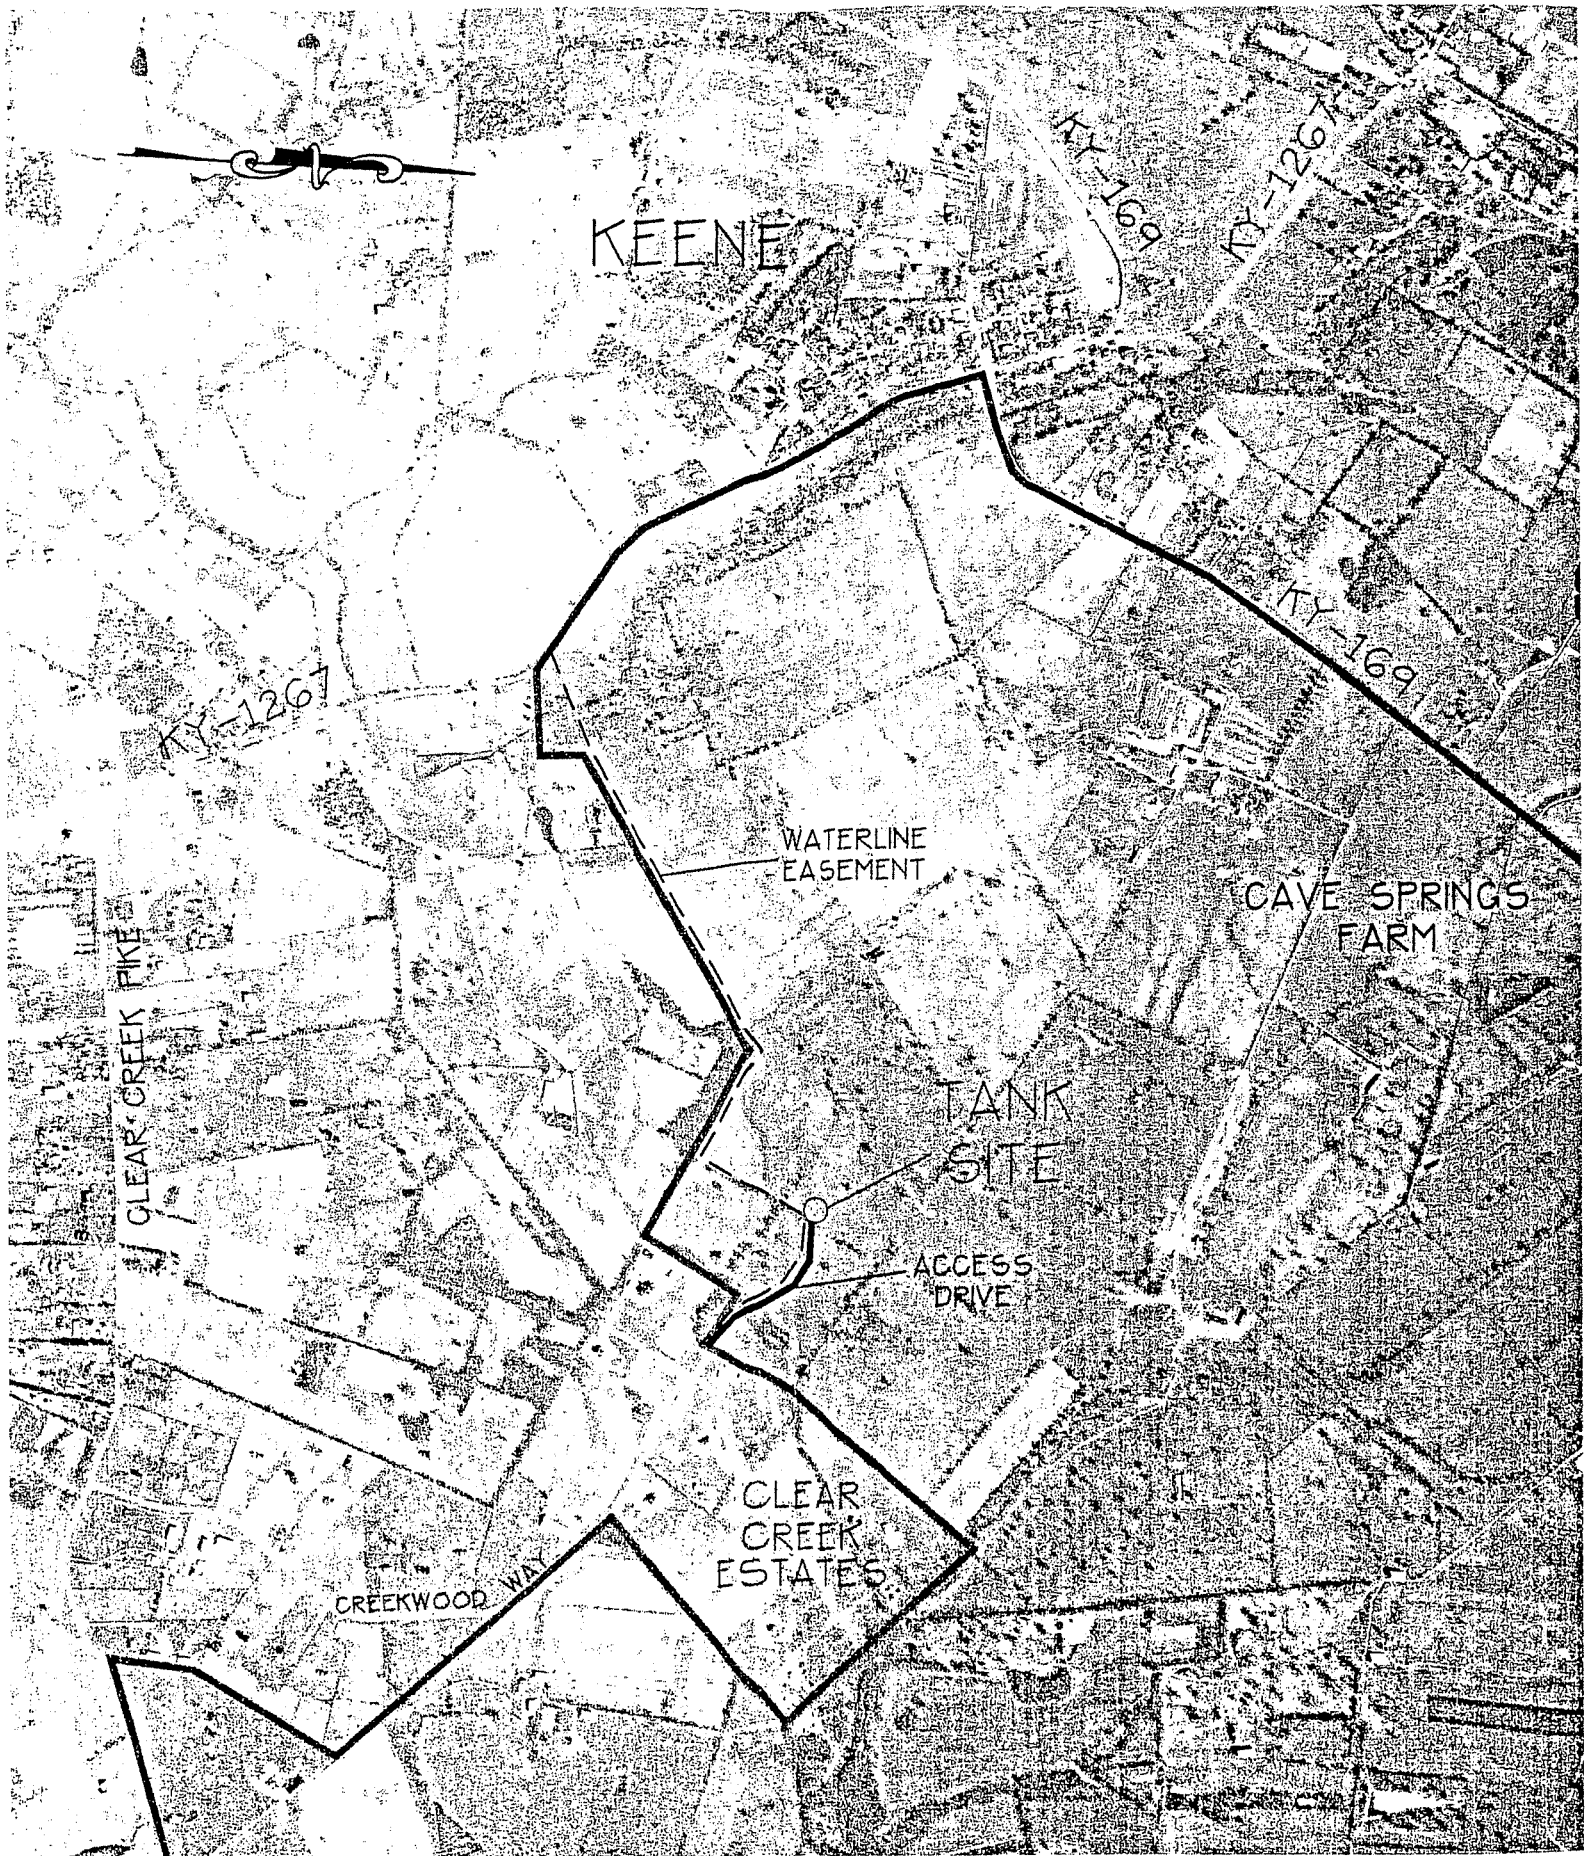 KY-169
KY-1267
KEENE
KY-169
KY-1267
WATERLINE
EASEMENT
CAVE SPRINGS
FARM
CLEAR CREEK PIKE
TANK
SITE
ACCESS
DRIVE
CLEAR
CREEK
ESTATES
CREEKWOOD WAY